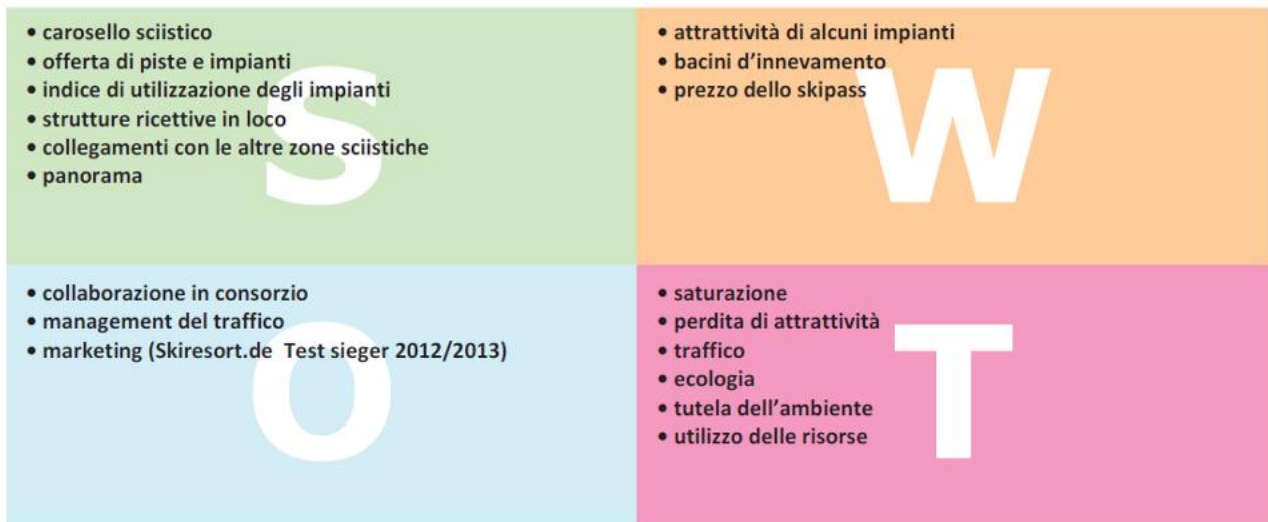 • carosello sciistico
• offerta di piste e impianti
• indice di utilizzazione degli impianti
• strutture ricettive in loco
• collegamenti con le altre zone sciistiche
• panorama
S
• attrattività di alcuni impianti
• bacini d’innevamento
• prezzo dello skipass
W
• collaborazione in consorzio
• management del traffico
• marketing (Skiresort.de Test sieger 2012/2013)
O
• saturazione
• perdita di attrattività
• traffico
• ecologia
• tutela dell’ambiente
• utilizzo delle risorse
T